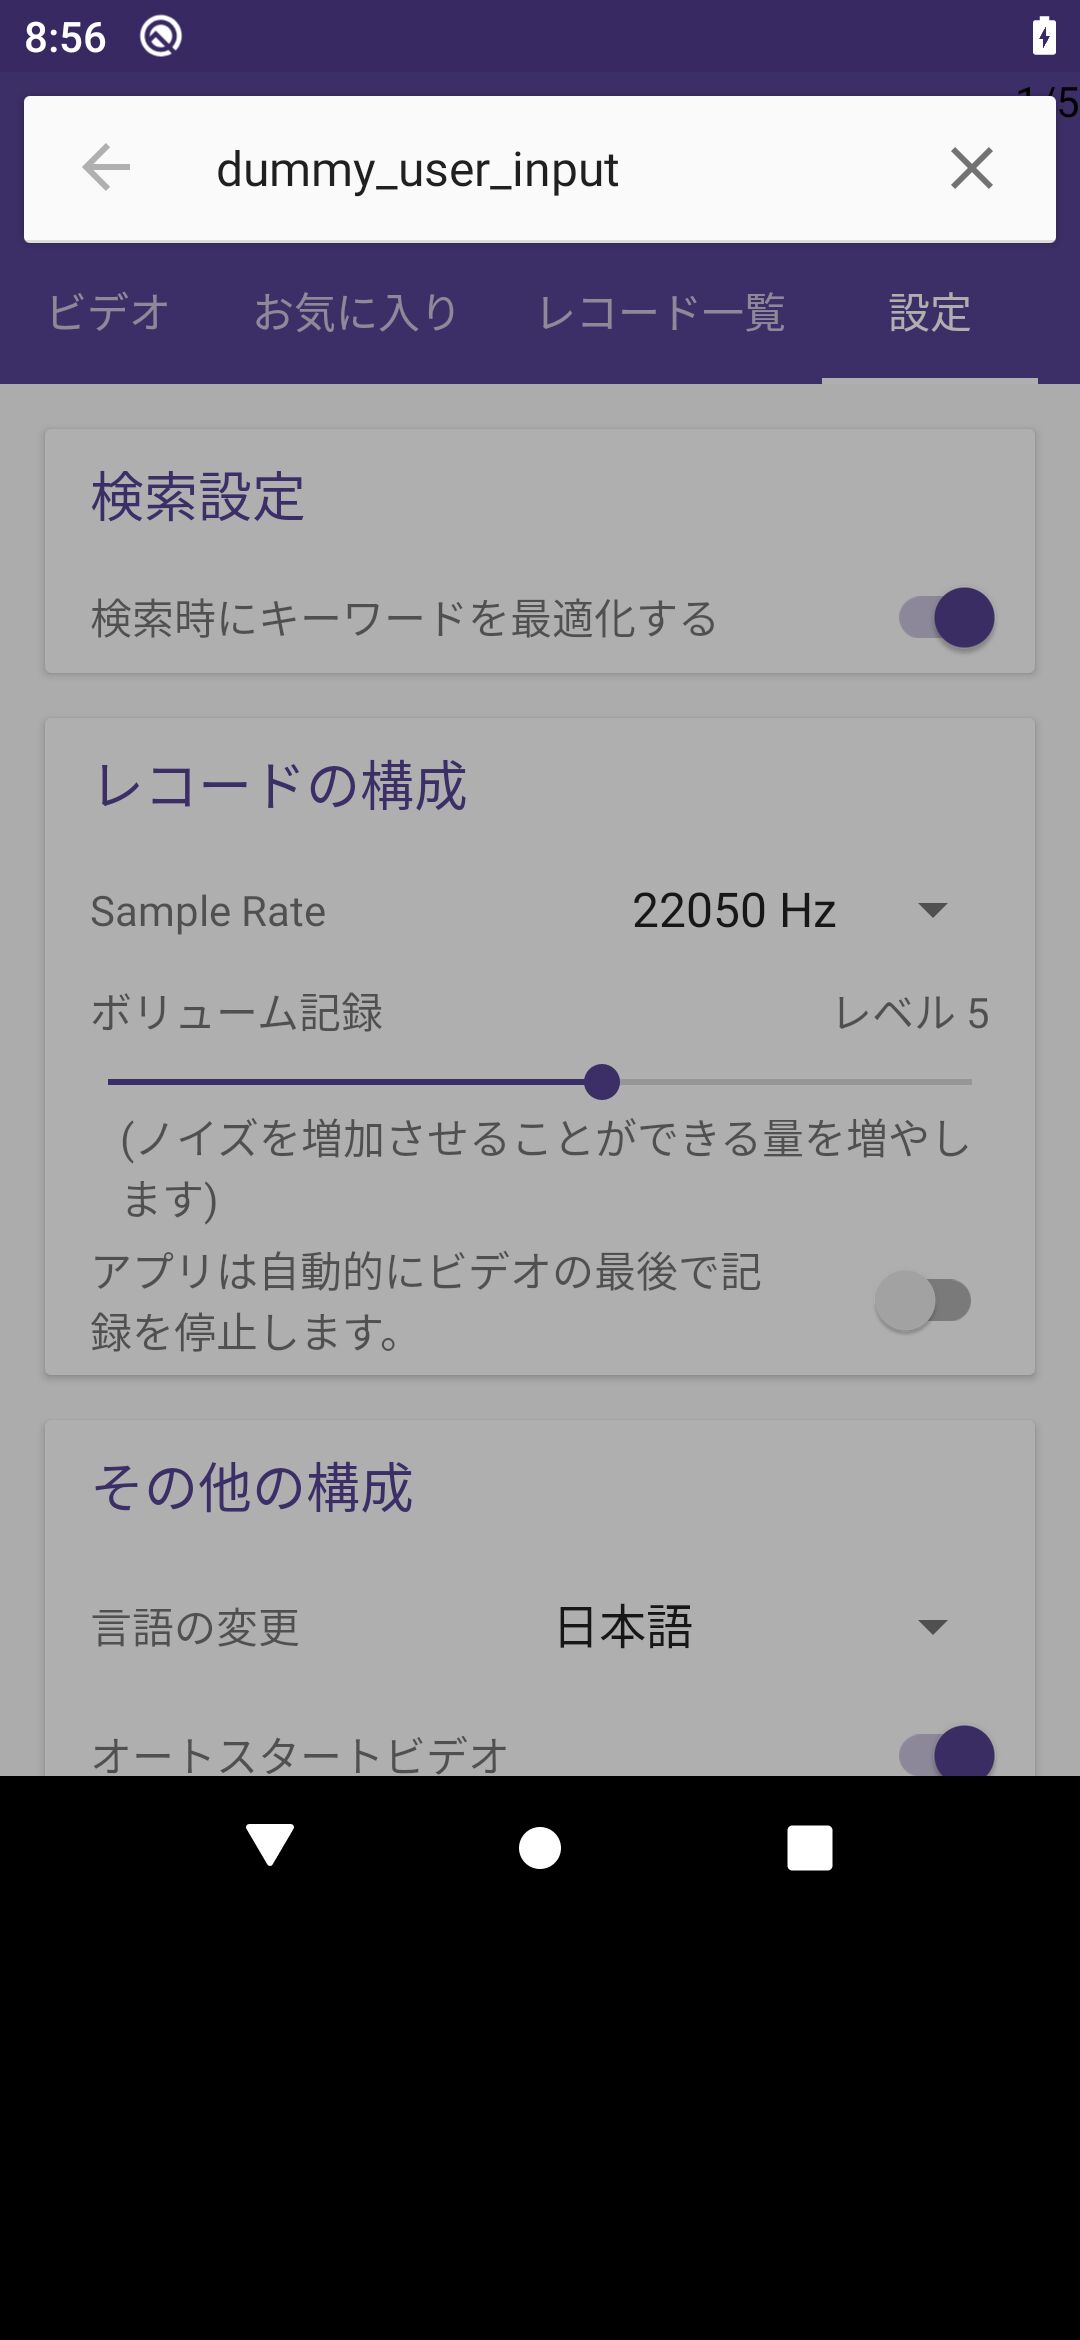 8:56
1/5
dummy_user_input
ビデオ お気に入り レコード一覧 設定
検索設定
検索時にキーワードを最適化する
レコードの構成
Sample Rate 22050 Hz
ボリューム記録 レベル 5
(ノイズを増加させることができる量を増やし
ます)
アプリは自動的にビデオの最後で記
録を停止します。
その他の構成
言語の変更 日本語
オートスタートビデオ